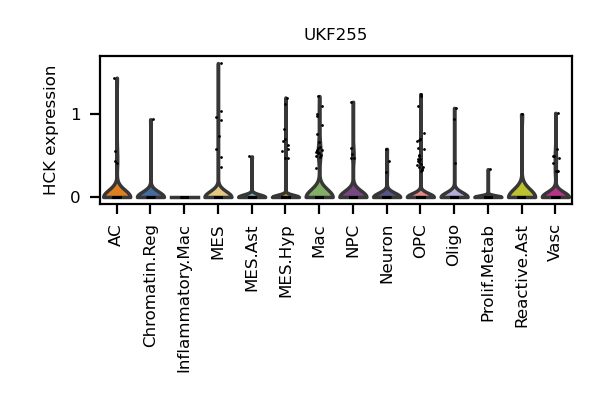 UKF255
HCK expression
1
0
AC
Chromatin.Reg
Inflammatory.Mac
MES
MES.Ast
MES.Hyp
Mac
NPC
Neuron
OPC
Oligo
Prolif.Metab
Reactive.Ast
Vasc